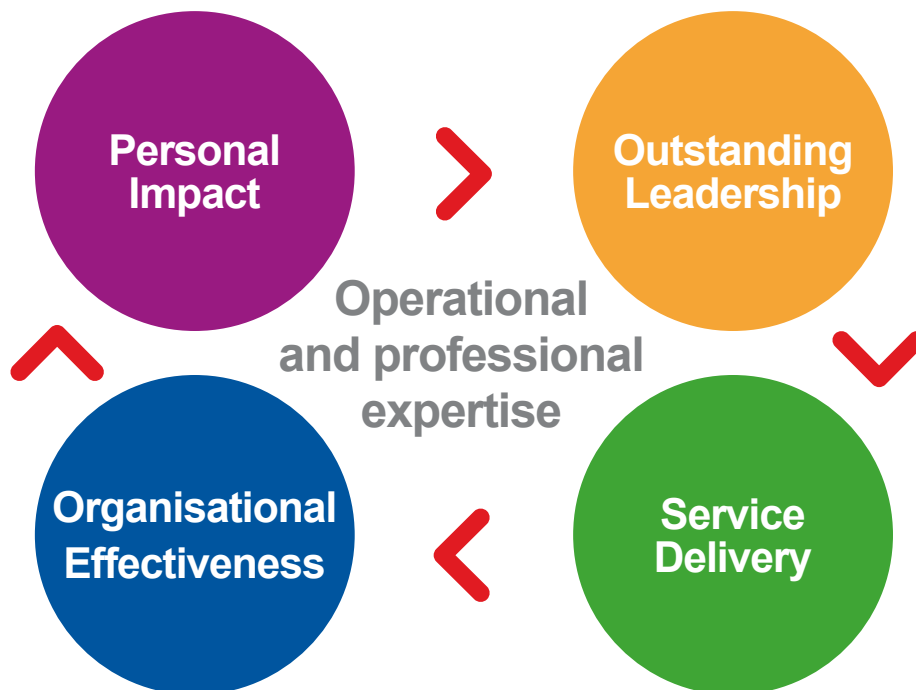 Personal
Impact
Outstanding
Leadership
Operational
and professional
expertise
Organisational
Effectiveness
Service
Delivery